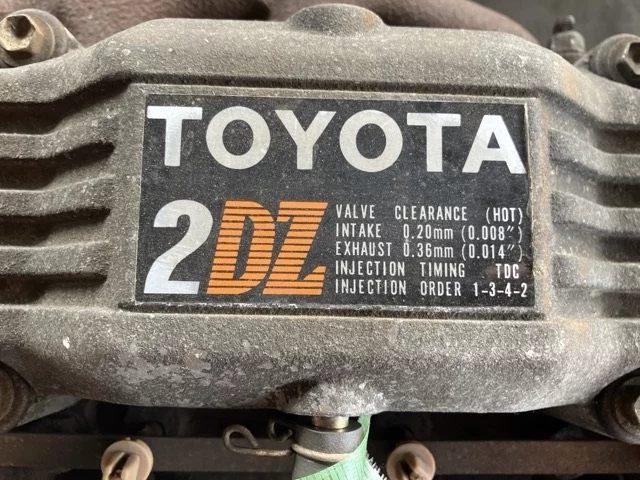 TOYOTA
2DZ
VALVE CLEARANCE (HOT)
INTAKE 0.20mm (0.008″)
EXHAUST 0.36mm (0.014″)
INJECTION TIMING TDC
INJECTION ORDER 1-3-4-2